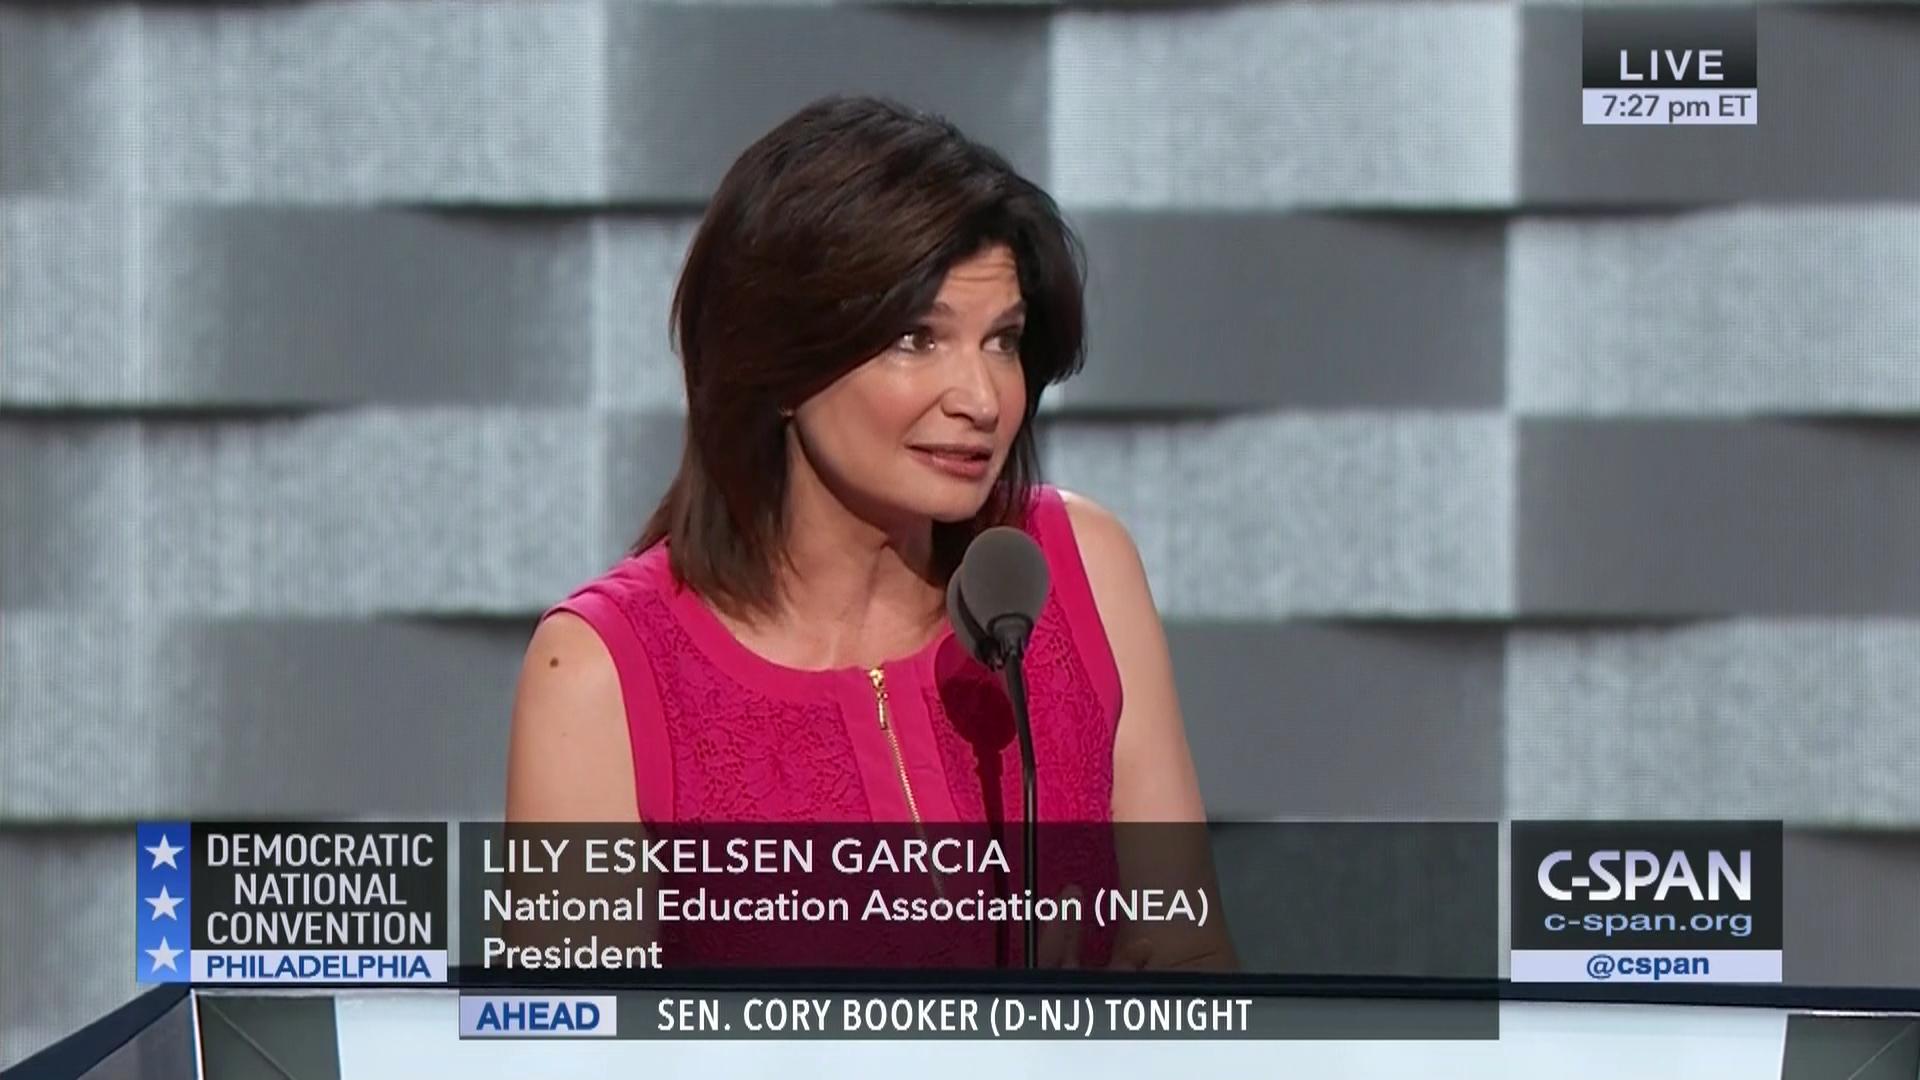 LIVE
7:27 pm ET
DEMOCRATIC
NATIONAL
CONVENTION
PHILADELPHIA
LILY ESKELSEN GARCIA
National Education Association (NEA)
President
C-SPAN
c-span.org
@cspan
AHEAD SEN. CORY BOOKER (D-NJ) TONIGHT